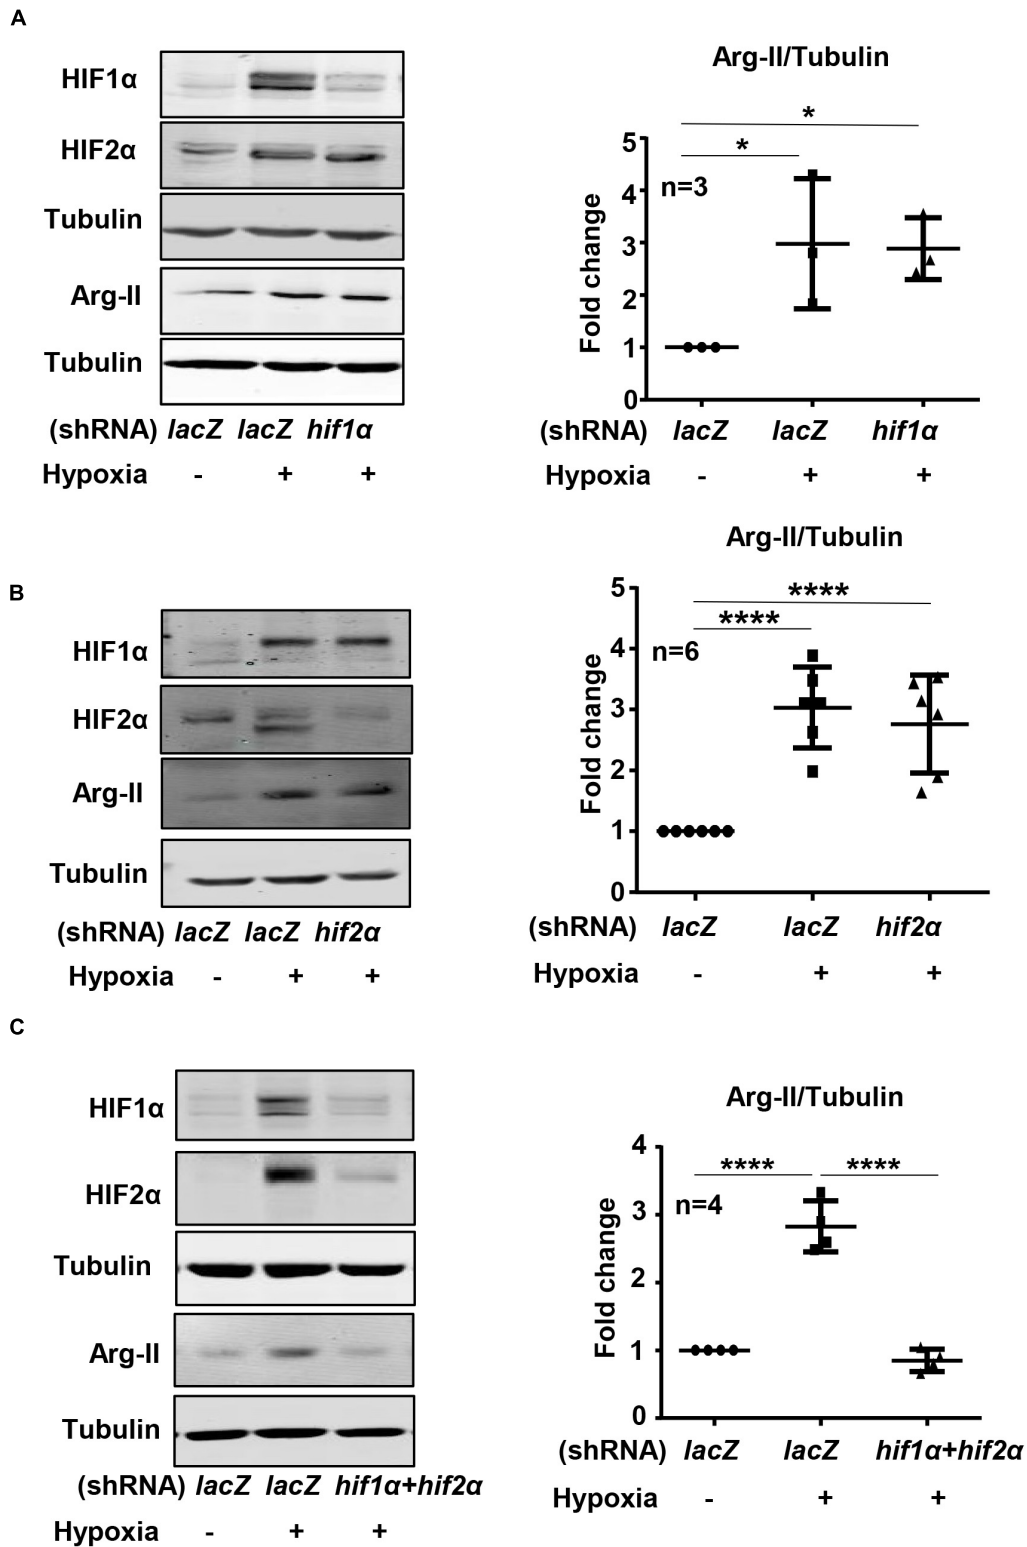 A
HIF1α
HIF2α
Tubulin
Arg-II
Tubulin
(shRNA) lacZ lacZ hif1α
Hypoxia - + +
Arg-II/Tubulin
*
*
n=3
Fold change
5
4
3
2
1
0
(shRNA) lacZ lacZ hif1α
Hypoxia - + +
B
HIF1α
HIF2α
Arg-II
Tubulin
(shRNA) lacZ lacZ hif2α
Hypoxia - + +
Arg-II/Tubulin
****
****
n=6
Fold change
5
4
3
2
1
0
(shRNA) lacZ lacZ hif2α
Hypoxia - + +
C
HIF1α
HIF2α
Tubulin
Arg-II
Tubulin
(shRNA) lacZ lacZ hif1α+hif2α
Hypoxia - + +
Arg-II/Tubulin
**** ****
n=4
Fold change
4
3
2
1
0
(shRNA) lacZ lacZ hif1α+hif2α
Hypoxia - + +